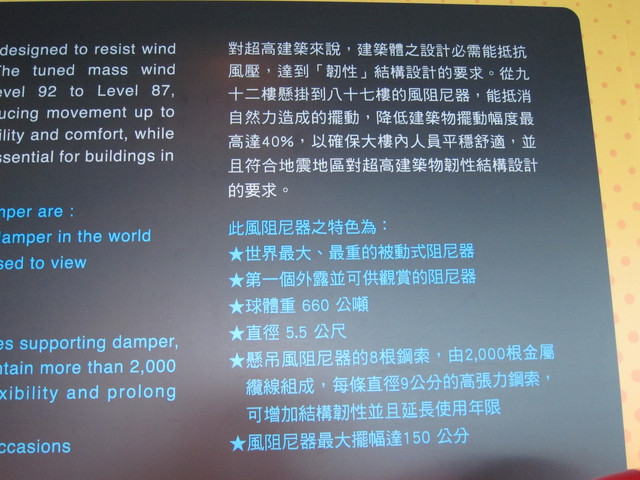 designed to resist wind
The tuned mass wind
evel 92 to Level 87,
ucing movement up to
ility and comfort, while
ssential for buildings in
mper are :
damper in the world
sed to view
es supporting damper,
ntain more than 2,000
exibility and prolong
ccasions
對超高建築來說，建築體之設計必需能抵抗
風壓，達到「韌性」結構設計的要求。從九
十二樓懸掛到八十七樓的風阻尼器，能抵消
自然力造成的擺動，降低建築物擺動幅度最
高達40%，以確保大樓內人員平穩舒適，並
且符合地震地區對超高建築物韌性結構設計
的要求。
此風阻尼器之特色為：
★世界最大、最重的被動式阻尼器
★第一個外露並可供觀賞的阻尼器
★球體重 660 公噸
★直徑 5.5 公尺
★懸吊風阻尼器的8根鋼索，由2,000根金屬
纜線組成，每條直徑9公分的高張力鋼索，
可增加結構韌性並且延長使用年限
★風阻尼器最大擺幅達150 公分